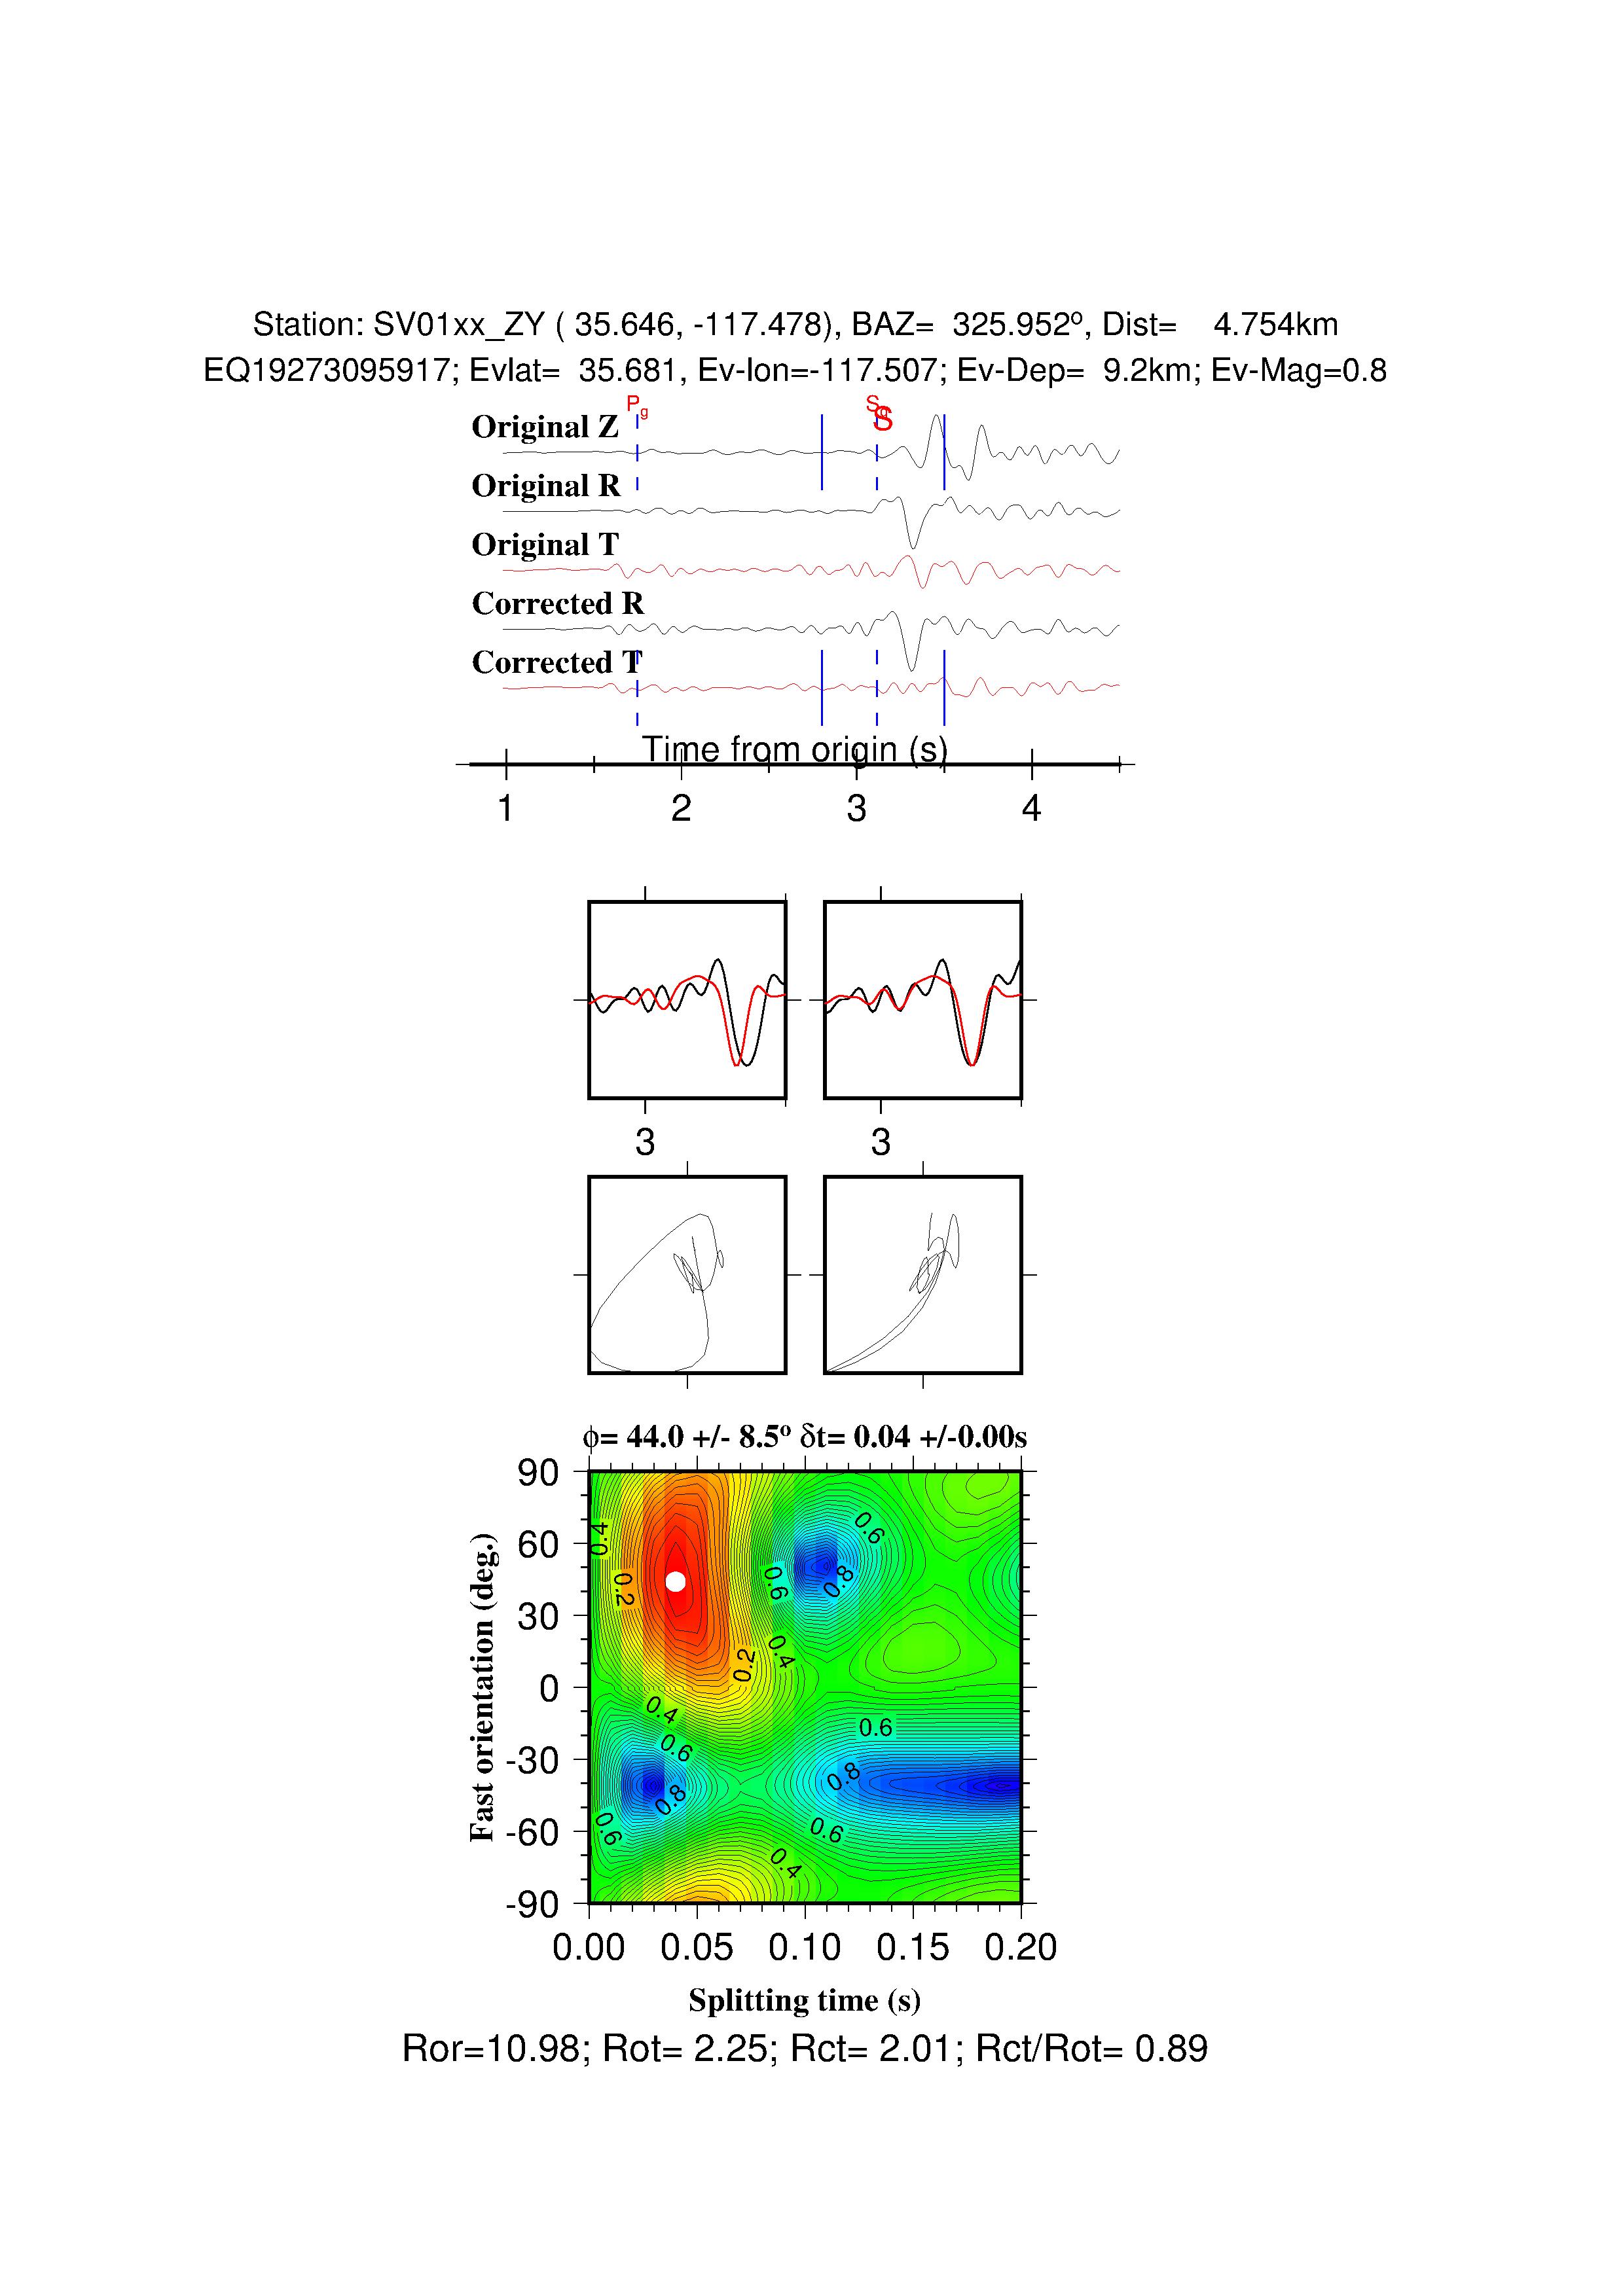 Station: SV01xx_ZY ( 35.646, -117.478), BAZ= 325.952º, Dist= 4.754km
EQ19273095917; Evlat= 35.681, Ev-lon=-117.507; Ev-Dep= 9.2km; Ev-Mag=0.8
Pg Sg
S
Original Z
Original R
Original T
Corrected R
Corrected T
Time from origin (s)
1 2 3 4
3 3
ϕ= 44.0 +/- 8.5º δt= 0.04 +/-0.00s
Fast orientation (deg.)
90
60
30
0
-30
-60
-90
0.4 0.6
0.2 0.6 0.8
0.2 0.4
0.4 0.6
0.6
0.8 0.8
0.6 0.6
0.4
0.00 0.05 0.10 0.15 0.20
Splitting time (s)
Ror=10.98; Rot= 2.25; Rct= 2.01; Rct/Rot= 0.89